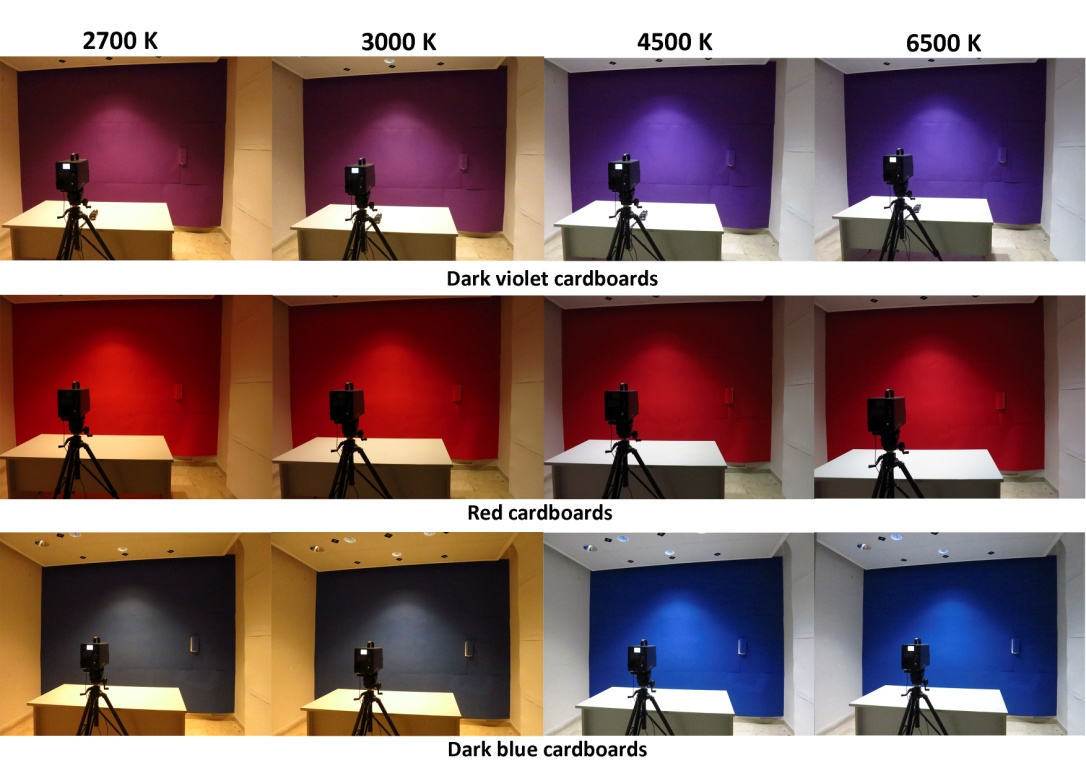 2700 K
3000 K
4500 K
6500 K
Dark violet cardboards
Red cardboards
Dark blue cardboards